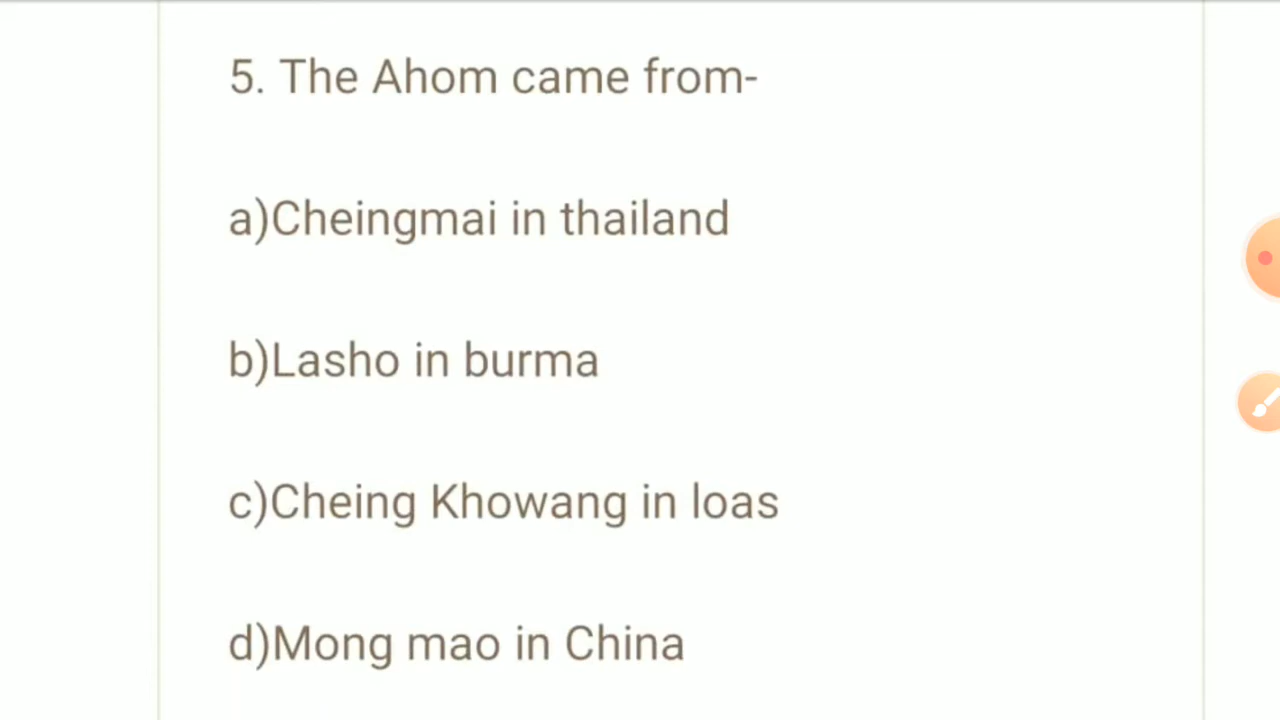 5. The Ahom came from-
a)Cheingmai in thailand
b)Lasho in burma
c)Cheing Khowang in loas
d)Mong mao in China